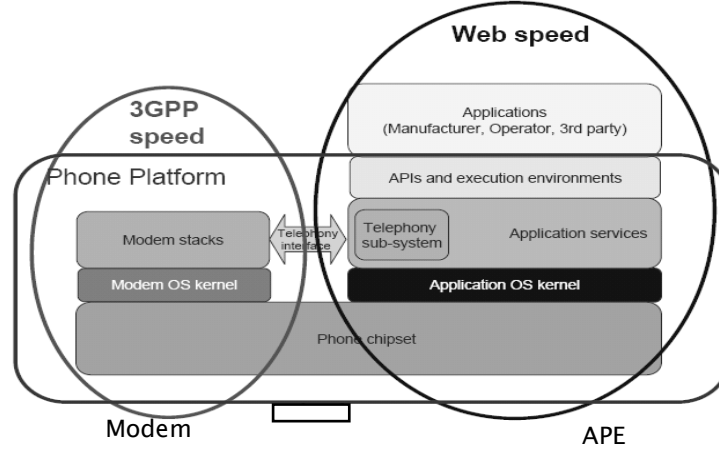 Web speed
3GPP
speed
Applications
(Manufacturer, Operator, 3rd party)
Phone Platform
APIs and execution environments
Modem stacks
Telephony
interface
Telephony
sub-system
Application services
Modem OS kernel
Application OS kernel
Phone chipset
Modem
APE